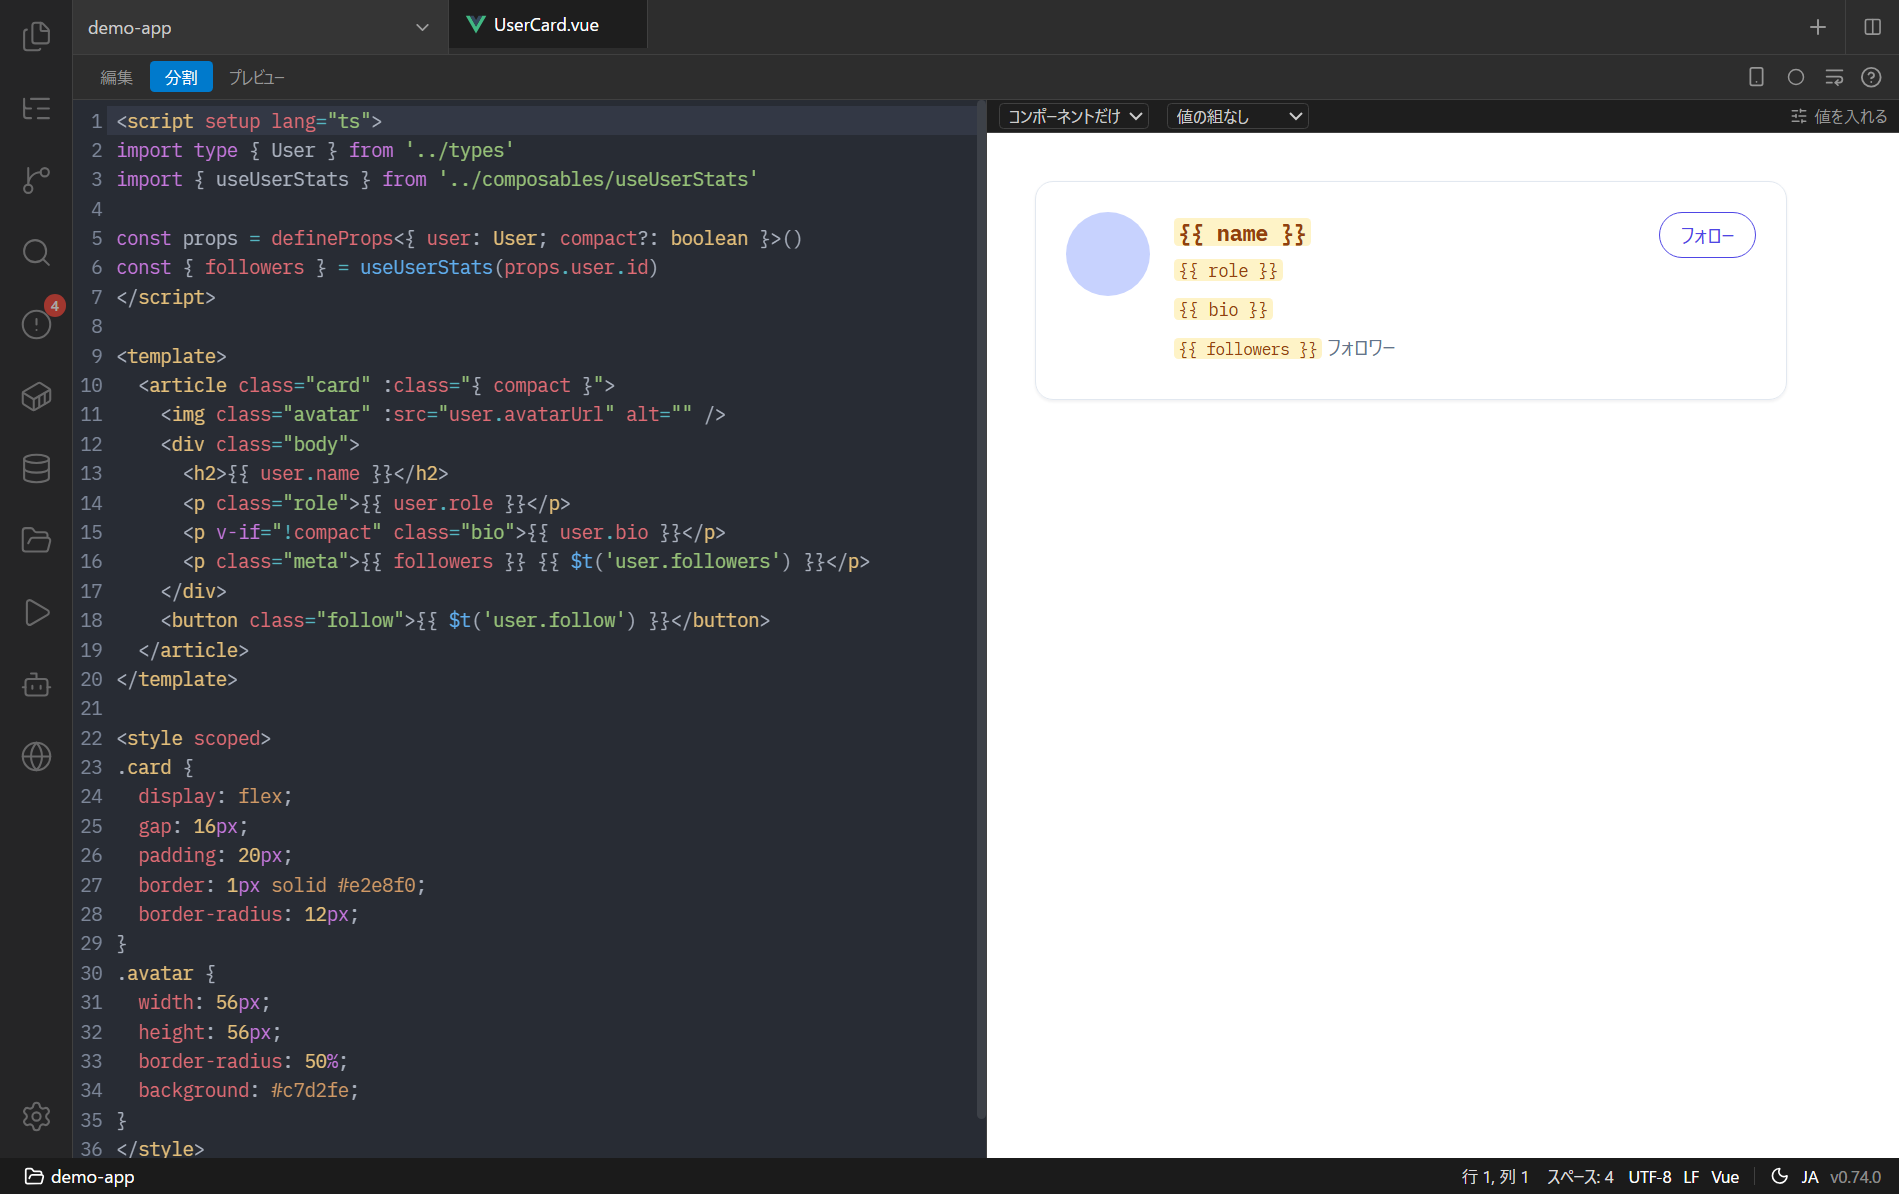 demo-app
UserCard.vue
編集 分割 プレビュー
コンポーネントだけ 値の組なし 値を入れる
4
1 <script setup lang="ts">
2 import type { User } from '../types'
3 import { useUserStats } from '../composables/useUserStats'
4
5 const props = defineProps<{ user: User; compact?: boolean }>()
6 const { followers } = useUserStats(props.user.id)
7 </script>
8
9 <template>
10   <article class="card" :class="{ compact }">
11     <img class="avatar" :src="user.avatarUrl" alt="" />
12     <div class="body">
13       <h2>{{ user.name }}</h2>
14       <p class="role">{{ user.role }}</p>
15       <p v-if="!compact" class="bio">{{ user.bio }}</p>
16       <p class="meta">{{ followers }} {{ $t('user.followers') }}</p>
17     </div>
18     <button class="follow">{{ $t('user.follow') }}</button>
19   </article>
20 </template>
21
22 <style scoped>
23 .card {
24   display: flex;
25   gap: 16px;
26   padding: 20px;
27   border: 1px solid #e2e8f0;
28   border-radius: 12px;
29 }
30 .avatar {
31   width: 56px;
32   height: 56px;
33   border-radius: 50%;
34   background: #c7d2fe;
35 }
36 </style>
{{ name }}
{{ role }}
{{ bio }}
{{ followers }} フォロワー
フォロー
demo-app
行 1, 列 1 スペース: 4 UTF-8 LF Vue JA v0.74.0